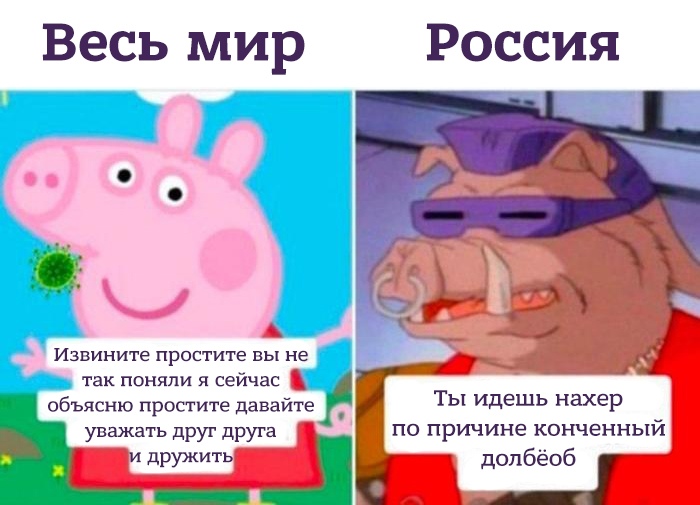 Весь мир
Россия
Извините простите вы не
так поняли я сейчас
объясню простите давайте
уважать друг друга
и дружить
Ты идешь нахер
по причине конченный
долбёоб